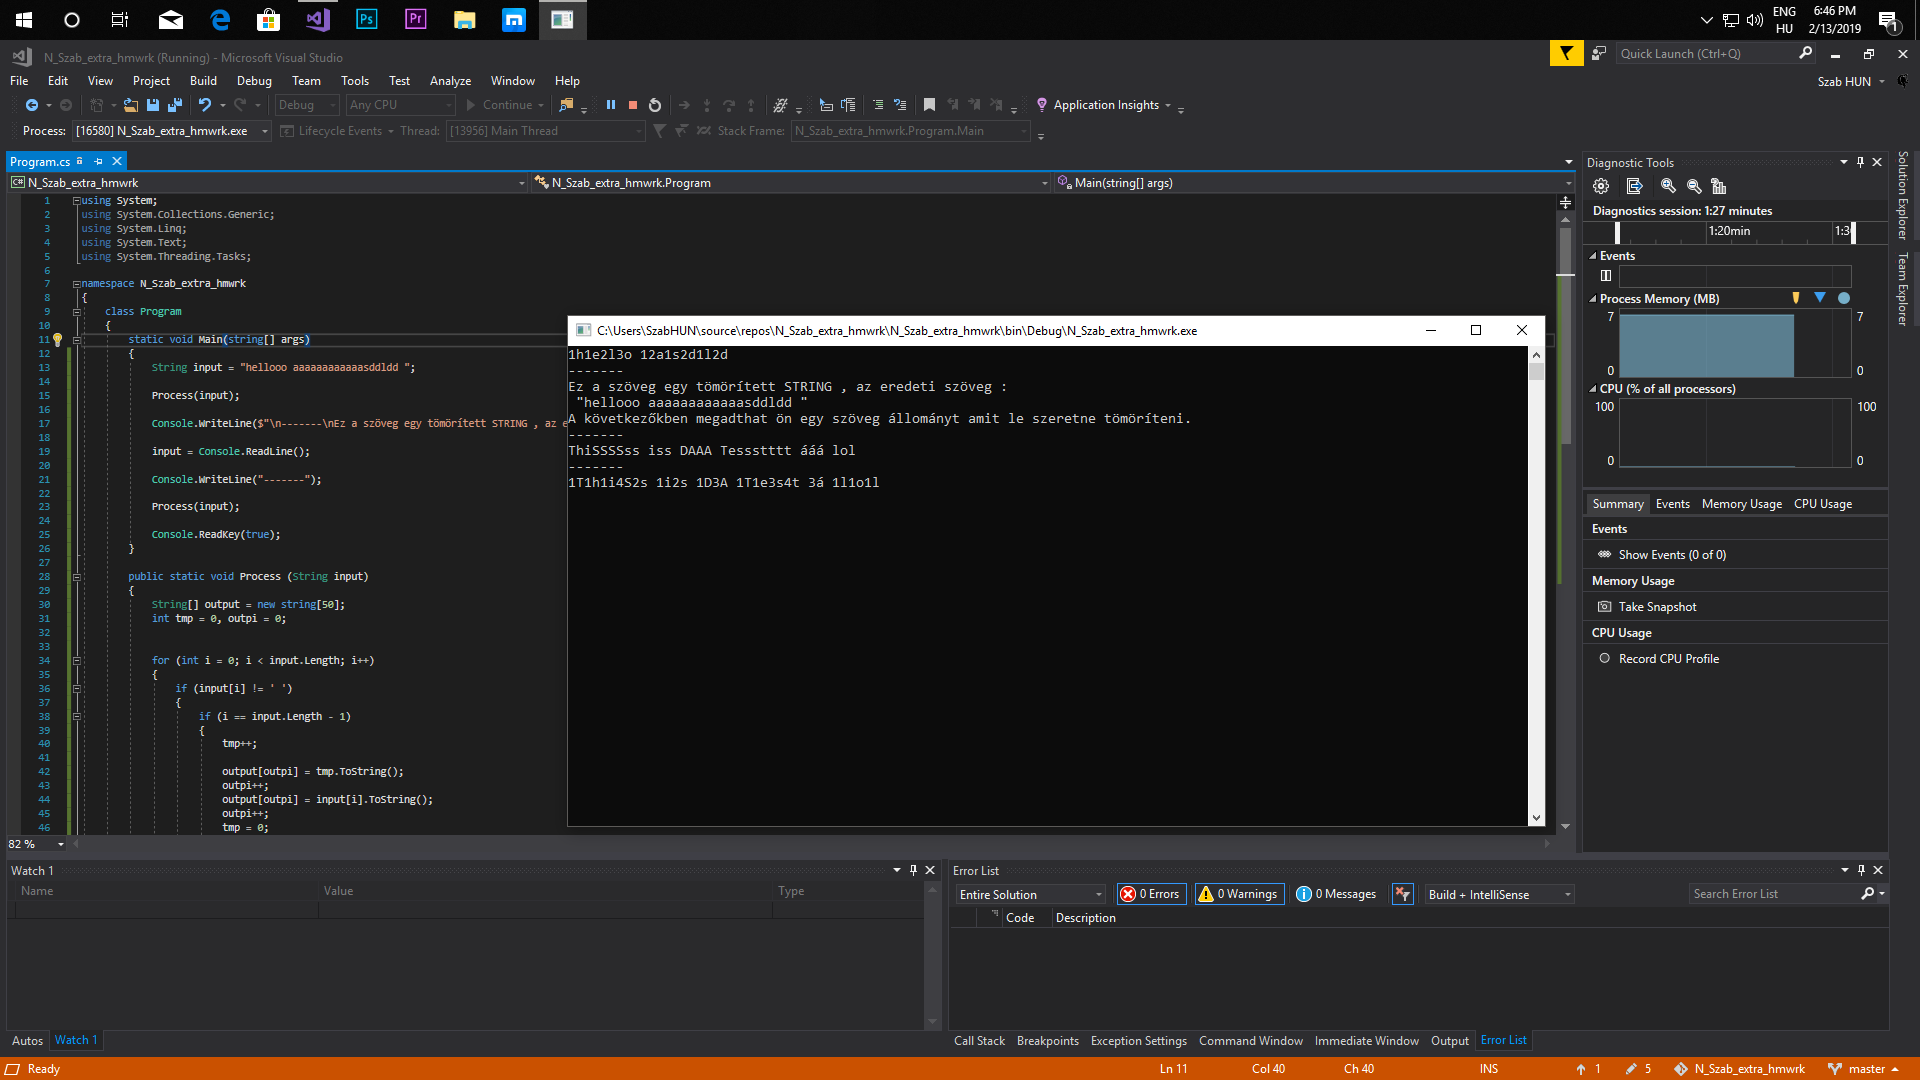 ENG
HU
6:46 PM
2/13/2019
1
N_Szab_extra_hmwrk (Running) - Microsoft Visual Studio
Quick Launch (Ctrl+Q)
File Edit View Project Build Debug Team Tools Test Analyze Window Help
Szab HUN
Debug Any CPU Continue Application Insights
Process: [16580] N_Szab_extra_hmwrk.exe Lifecycle Events Thread: [13956] Main Thread Stack Frame: N_Szab_extra_hmwrk.Program.Main
Program.cs
N_Szab_extra_hmwrk N_Szab_extra_hmwrk.Program Main(string[] args)
1 using System;
2 using System.Collections.Generic;
3 using System.Linq;
4 using System.Text;
5 using System.Threading.Tasks;
6
7 namespace N_Szab_extra_hmwrk
8 {
9 class Program
10 {
11 static void Main(string[] args)
12 {
13 String input = "hellooo aaaaaaaaaaaasddldd ";
14
15 Process(input);
16
17 Console.WriteLine($"\n-------\nEz a szöveg egy tömörített STRING , az e
18
19 input = Console.ReadLine();
20
21 Console.WriteLine("-------");
22
23 Process(input);
24
25 Console.ReadKey(true);
26 }
27
28 public static void Process (String input)
29 {
30 String[] output = new string[50];
31 int tmp = 0, outpi = 0;
32
33
34 for (int i = 0; i < input.Length; i++)
35 {
36 if (input[i] != ' ')
37 {
38 if (i == input.Length - 1)
39 {
40 tmp++;
41
42 output[outpi] = tmp.ToString();
43 outpi++;
44 output[outpi] = input[i].ToString();
45 outpi++;
46 tmp = 0;
82 %
C:\Users\SzabHUN\source\repos\N_Szab_extra_hmwrk\N_Szab_extra_hmwrk\bin\Debug\N_Szab_extra_hmwrk.exe
1h1e2l3o 12a1s2d1l2d
-------
Ez a szöveg egy tömörített STRING , az eredeti szöveg :
"hellooo aaaaaaaaaaaasddldd "
A következőkben megadthat ön egy szöveg állományt amit le szeretne tömöríteni.
-------
ThiSSSSss iss DAAA Tesssttt ááá lol
-------
1T1h1i4S2s 1i2s 1D3A 1T1e3s4t 3á 1l1o1l
Diagnostic Tools
Diagnostics session: 1:27 minutes
1:20min 1:3
Events
Process Memory (MB)
7 7
0 0
CPU (% of all processors)
100 100
0 0
Summary Events Memory Usage CPU Usage
Events
Show Events (0 of 0)
Memory Usage
Take Snapshot
CPU Usage
Record CPU Profile
Solution Explorer
Team Explorer
Watch 1
Name Value Type
Autos Watch 1
Error List
Entire Solution 0 Errors 0 Warnings 0 Messages Build + IntelliSense Search Error List
Code Description
Call Stack Breakpoints Exception Settings Command Window Immediate Window Output Error List
Ready Ln 11 Col 40 Ch 40 INS 1 5 N_Szab_extra_hmwrk master